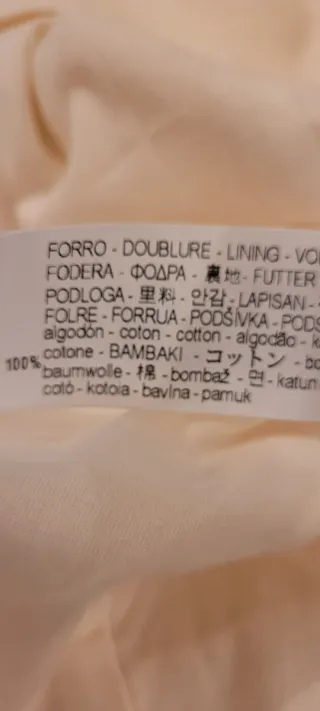 FORRO - DOUBLURE - LINING - VO
FODERA - ΦΟΔΡΑ - 裏地 - FUTTER
PODLOGA - 里料 - 안감 - LAPISAN -
FOLRE - FORRUA - PODŠIVKA - PODS
algodón - coton - cotton - algodão - k
100% cotone - BAMBAKI - コットン - bo
baumwolle - 棉 - bombaž - 면 - katun
cotó - kotoia - bavlna - pamuk